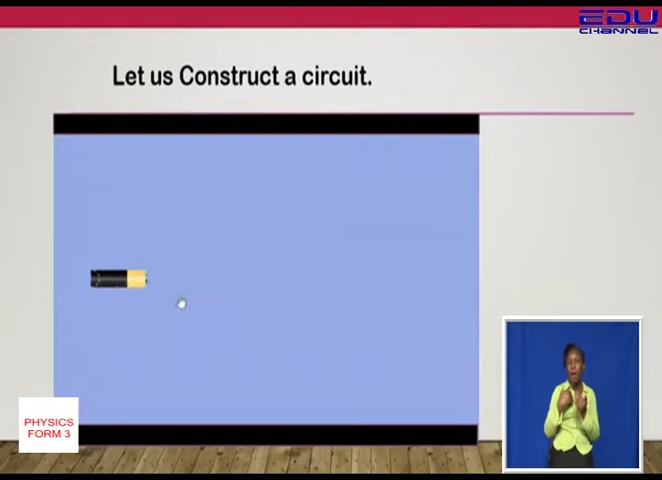 EDU
CHANNEL
Let us Construct a circuit.
PHYSICS
FORM 3